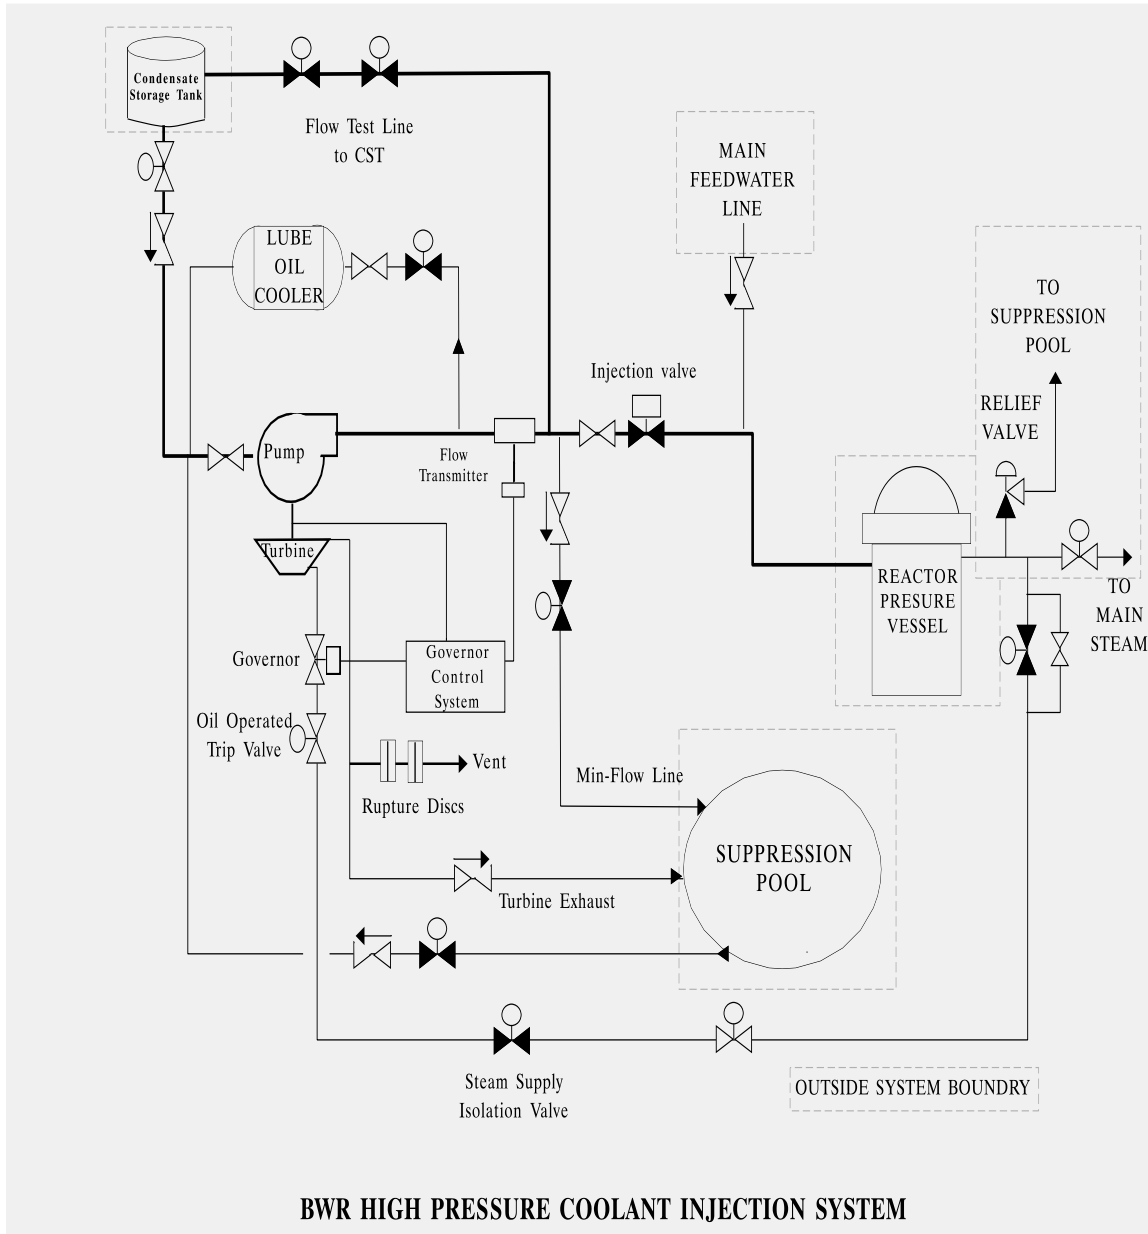 Condensate
Storage Tank
Flow Test Line
to CST
MAIN
FEEDWATER
LINE
LUBE
OIL
COOLER
TO
SUPPRESSION
POOL
Injection valve
RELIEF
VALVE
Pump
Flow
Transmitter
Turbine
REACTOR
PRESURE
VESSEL
TO
MAIN
STEAM
Governor
Governor
Control
System
Oil Operated
Trip Valve
Vent
Rupture Discs
Min-Flow Line
SUPPRESSION
POOL
Turbine Exhaust
Steam Supply
Isolation Valve
OUTSIDE SYSTEM BOUNDRY
BWR HIGH PRESSURE COOLANT INJECTION SYSTEM